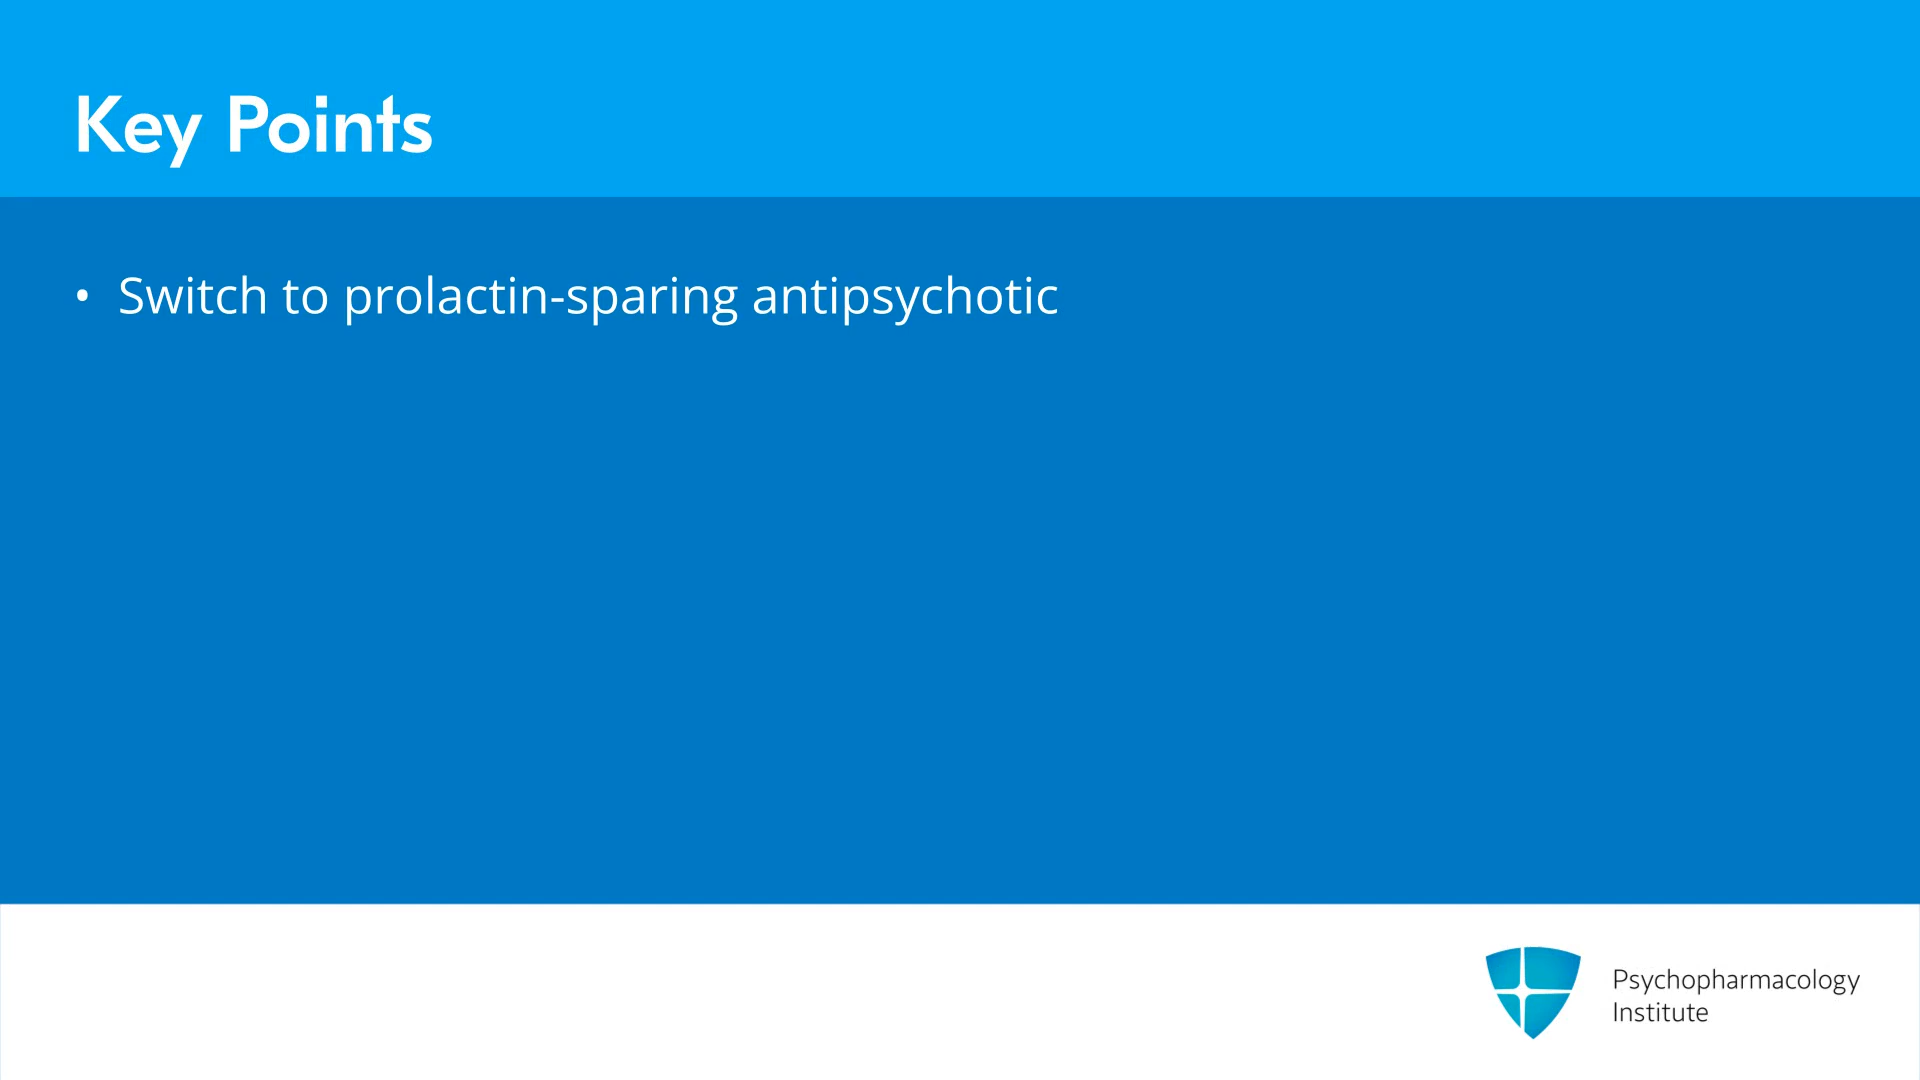 Key Points
• Switch to prolactin-sparing antipsychotic
Psychopharmacology
Institute